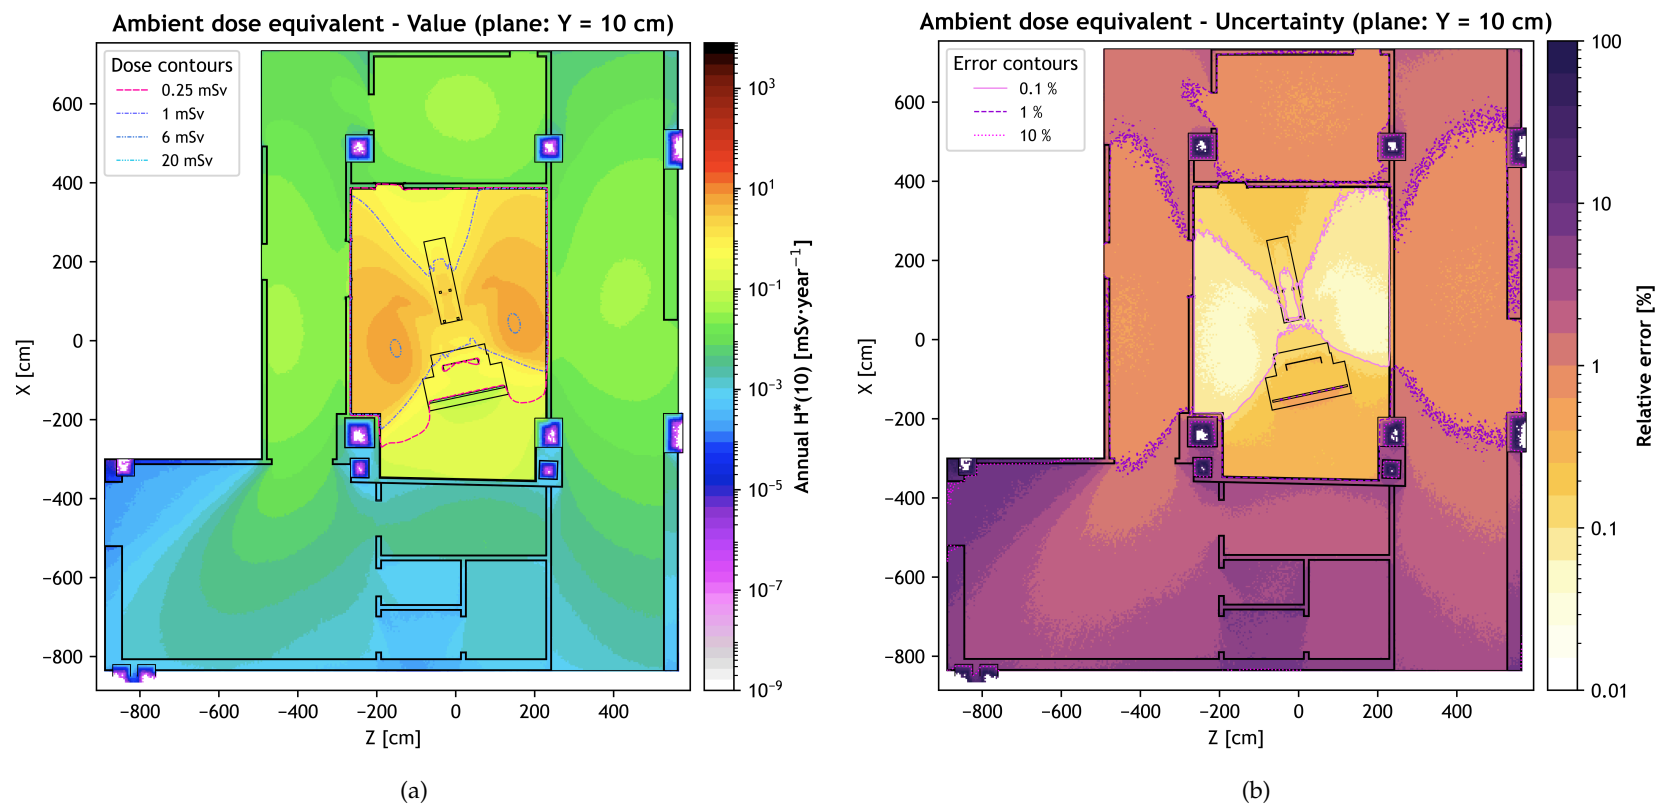 Ambient dose equivalent - Value (plane: Y = 10 cm)
Dose contours
0.25 mSv
1 mSv
6 mSv
20 mSv
600
400
200
0
−200
−400
−600
−800
X [cm]
−800 −600 −400 −200 0 200 400
Z [cm]
10³
10¹
10⁻¹
10⁻³
10⁻⁵
10⁻⁷
10⁻⁹
Annual H*(10) [mSv·year⁻¹]
(a)
Ambient dose equivalent - Uncertainty (plane: Y = 10 cm)
Error contours
0.1 %
1 %
10 %
600
400
200
0
−200
−400
−600
−800
X [cm]
−800 −600 −400 −200 0 200 400
Z [cm]
100
10
1
0.1
0.01
Relative error [%]
(b)